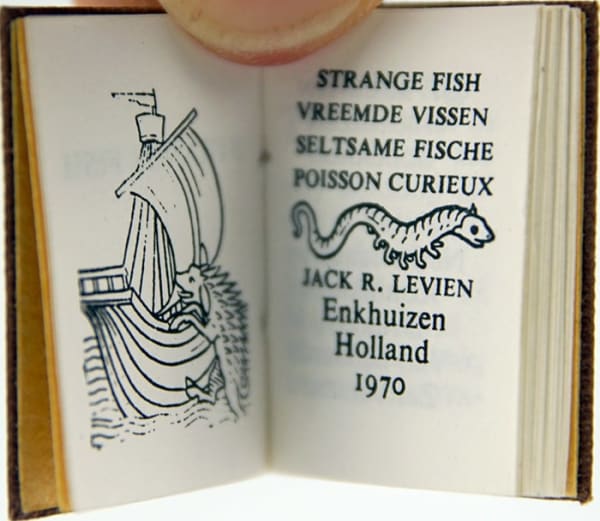 STRANGE FISH
VREEMDE VISSEN
SELTSAME FISCHE
POISSON CURIEUX
JACK R. LEVIEN
Enkhuizen
Holland
1970